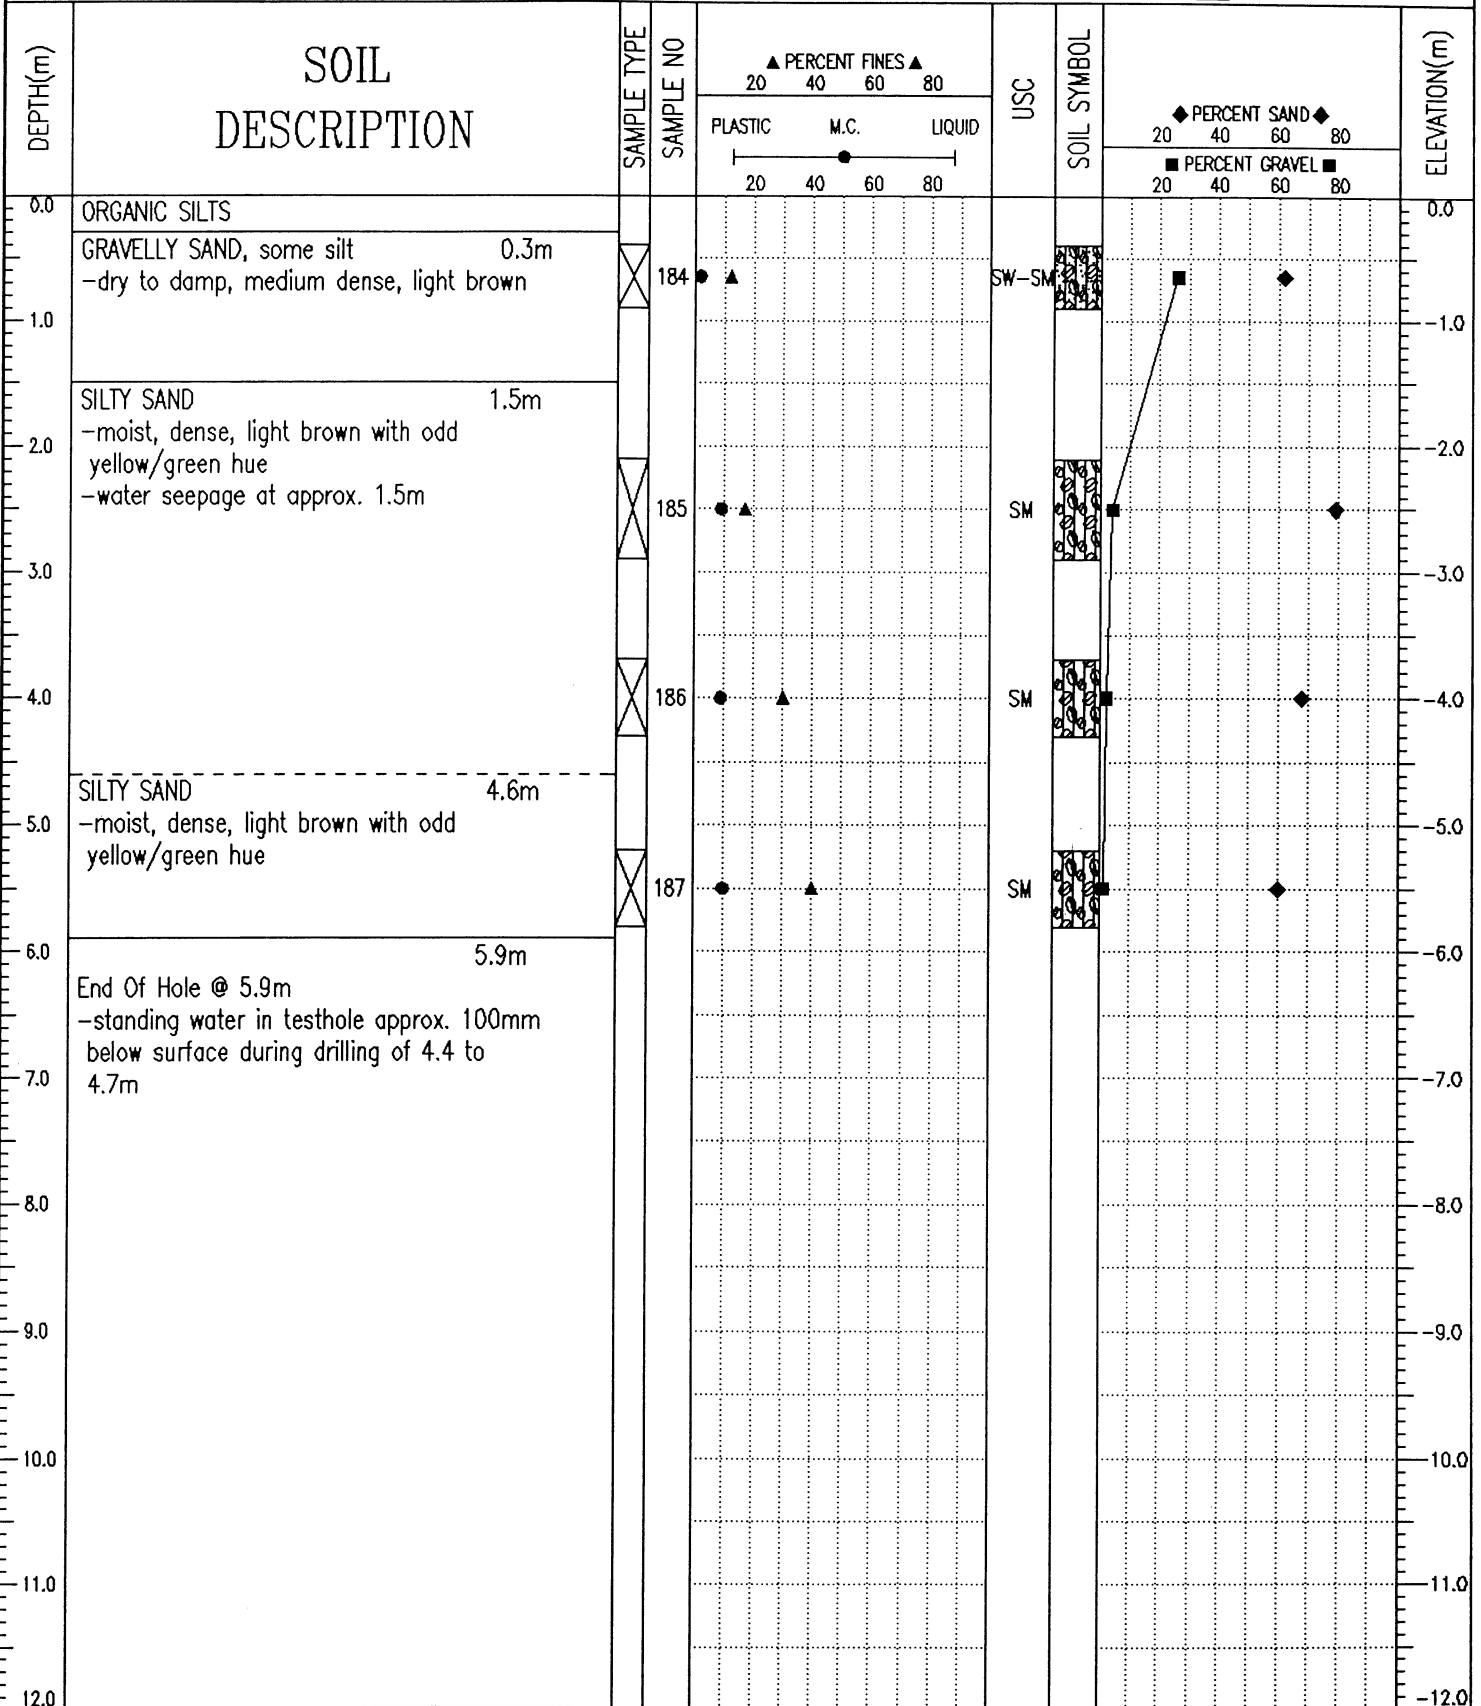 DEPTH(m)
SOIL
DESCRIPTION
SAMPLE TYPE
SAMPLE NO
▲ PERCENT FINES ▲
20 40 60 80
PLASTIC M.C. LIQUID
20 40 60 80
USC
SOIL SYMBOL
◆ PERCENT SAND ◆
20 40 60 80
■ PERCENT GRAVEL ■
20 40 60 80
ELEVATION(m)
0.0 ORGANIC SILTS 0.0
GRAVELLY SAND, some silt 0.3m
-dry to damp, medium dense, light brown 184 SW-SM
1.0 -1.0
SILTY SAND 1.5m
-moist, dense, light brown with odd
2.0 -2.0
yellow/green hue
-water seepage at approx. 1.5m
185 SM
3.0 -3.0
4.0 186 SM -4.0
SILTY SAND 4.6m
5.0 -moist, dense, light brown with odd -5.0
yellow/green hue
187 SM
6.0 5.9m -6.0
End Of Hole @ 5.9m
-standing water in testhole approx. 100mm
below surface during drilling of 4.4 to
7.0 4.7m -7.0
8.0 -8.0
9.0 -9.0
10.0 -10.0
11.0 -11.0
12.0 -12.0